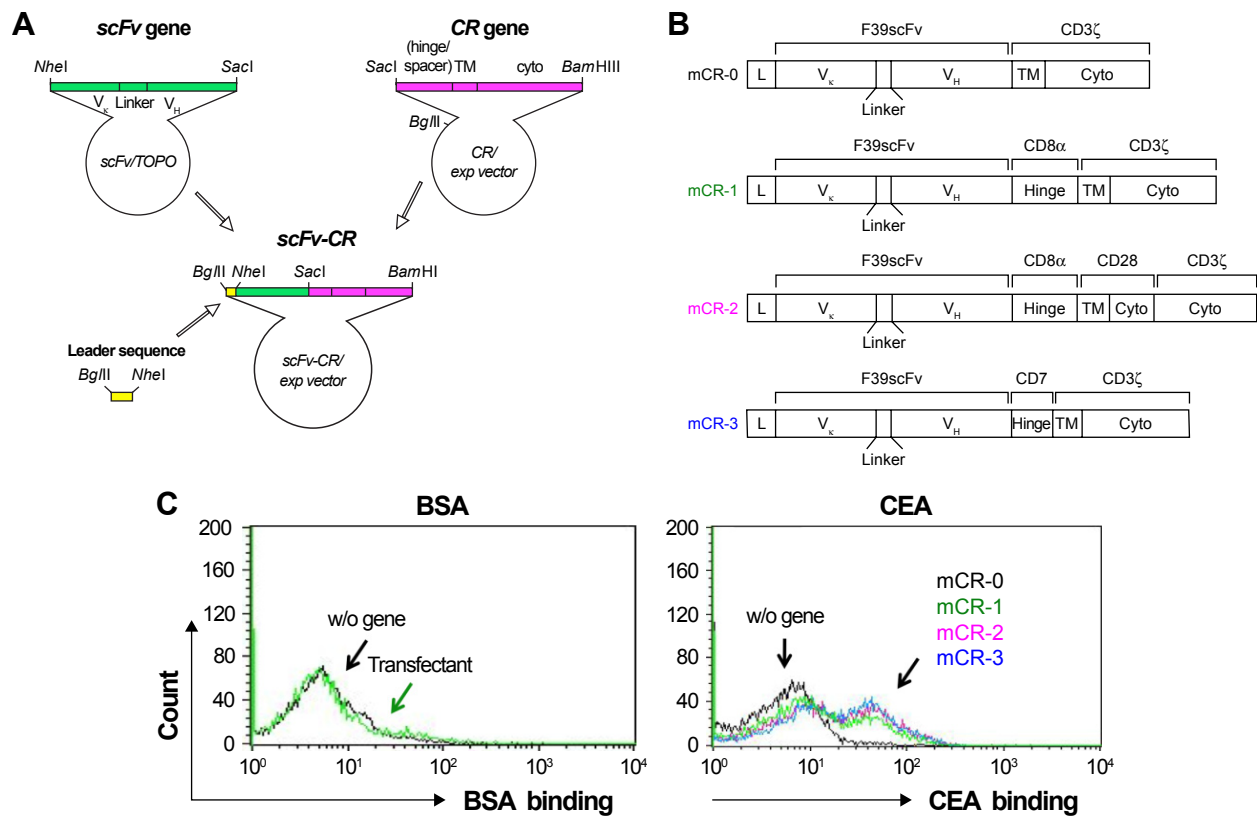 A
scFv gene
NheI
SacI
Vκ Linker VH
scFv/TOPO
CR gene
(hinge/
spacer) TM cyto
SacI
BamHIII
BglII
CR/
exp vector
scFv-CR
BglII NheI SacI BamHI
Leader sequence
BglII NheI
scFv-CR/
exp vector
B
F39scFv CD3ζ
mCR-0 L Vκ VH TM Cyto
Linker
F39scFv CD8α CD3ζ
mCR-1 L Vκ VH Hinge TM Cyto
Linker
F39scFv CD8α CD28 CD3ζ
mCR-2 L Vκ VH Hinge TM Cyto Cyto
Linker
F39scFv CD7 CD3ζ
mCR-3 L Vκ VH Hinge TM Cyto
Linker
C
BSA
200
160
120
80
40
0
Count
w/o gene
Transfectant
10⁰ 10¹ 10² 10³ 10⁴
BSA binding
CEA
200
160
120
80
40
0
w/o gene
mCR-0
mCR-1
mCR-2
mCR-3
10⁰ 10¹ 10² 10³ 10⁴
CEA binding